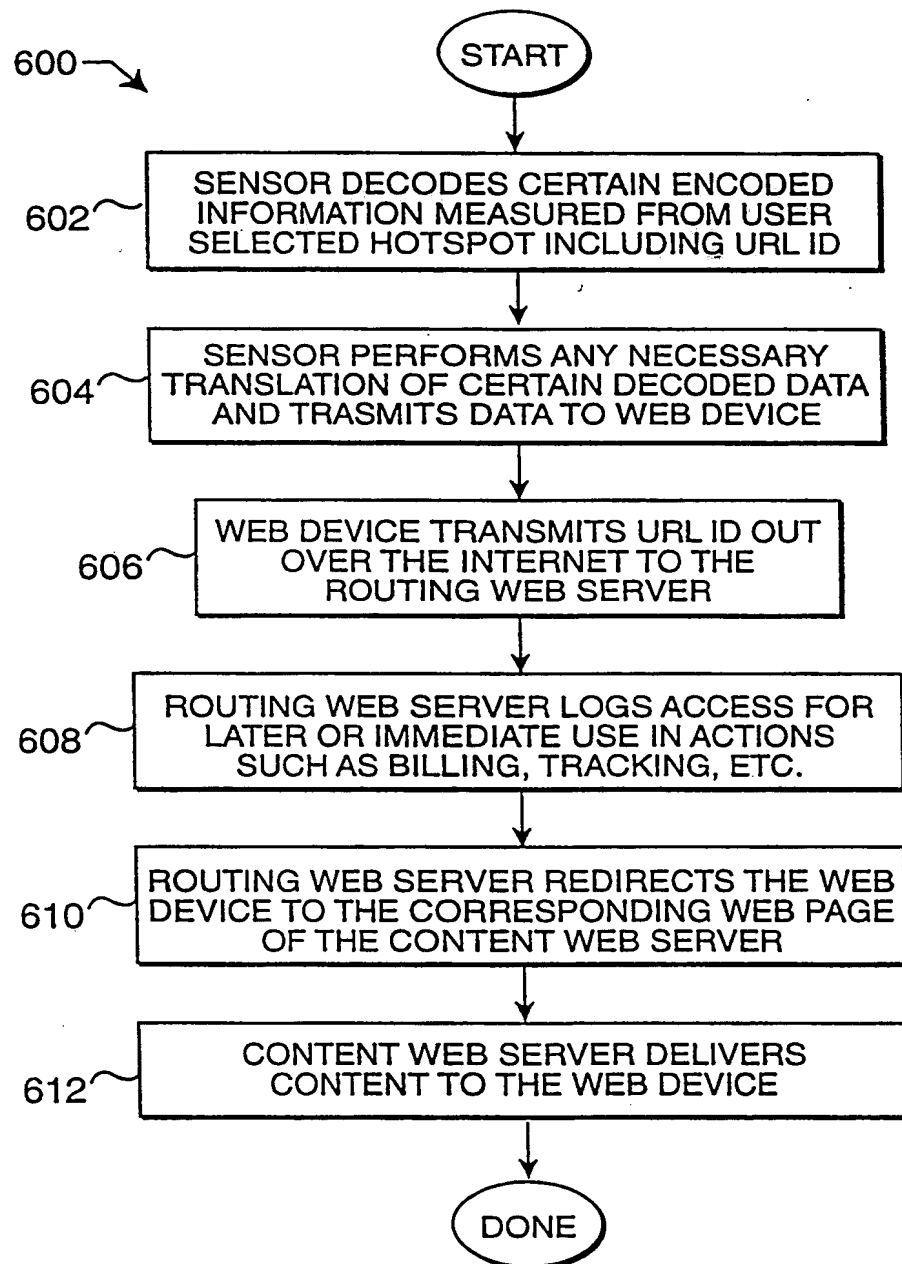 600
START
602
SENSOR DECODES CERTAIN ENCODED
INFORMATION MEASURED FROM USER
SELECTED HOTSPOT INCLUDING URL ID
604
SENSOR PERFORMS ANY NECESSARY
TRANSLATION OF CERTAIN DECODED DATA
AND TRASMITS DATA TO WEB DEVICE
606
WEB DEVICE TRANSMITS URL ID OUT
OVER THE INTERNET TO THE
ROUTING WEB SERVER
608
ROUTING WEB SERVER LOGS ACCESS FOR
LATER OR IMMEDIATE USE IN ACTIONS
SUCH AS BILLING, TRACKING, ETC.
610
ROUTING WEB SERVER REDIRECTS THE WEB
DEVICE TO THE CORRESPONDING WEB PAGE
OF THE CONTENT WEB SERVER
612
CONTENT WEB SERVER DELIVERS
CONTENT TO THE WEB DEVICE
DONE